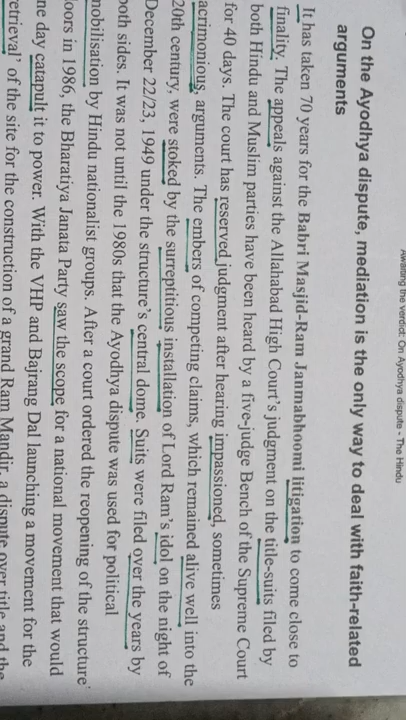 Awaiting the verdict: On Ayodhya dispute - The Hindu
On the Ayodhya dispute, mediation is the only way to deal with faith-related
arguments
It has taken 70 years for the Babri Masjid-Ram Janmabhoomi litigation to come close to
finality. The appeals against the Allahabad High Court's judgment on the title-suits filed by
both Hindu and Muslim parties have been heard by a five-judge Bench of the Supreme Court
for 40 days. The court has reserved judgment after hearing impassioned, sometimes
acrimonious, arguments. The embers of competing claims, which remained alive well into the
20th century, were stoked by the surreptitious installation of Lord Ram's idol on the night of
December 22/23, 1949 under the structure's central dome. Suits were filed over the years by
both sides. It was not until the 1980s that the Ayodhya dispute was used for political
mobilisation by Hindu nationalist groups. After a court ordered the reopening of the structure'
doors in 1986, the Bharatiya Janata Party saw the scope for a national movement that would
ne day catapult it to power. With the VHP and Bajrang Dal launching a movement for the
etrieval' of the site for the construction of a grand Ram Mandir, a dispute over title and the